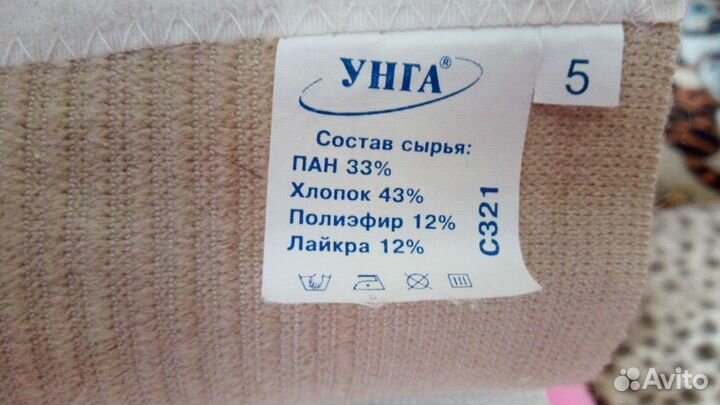 УНГА®
5
Состав сырья:
ПАН 33%
Хлопок 43%
Полиэфир 12%
Лайкра 12%
С321
Avito